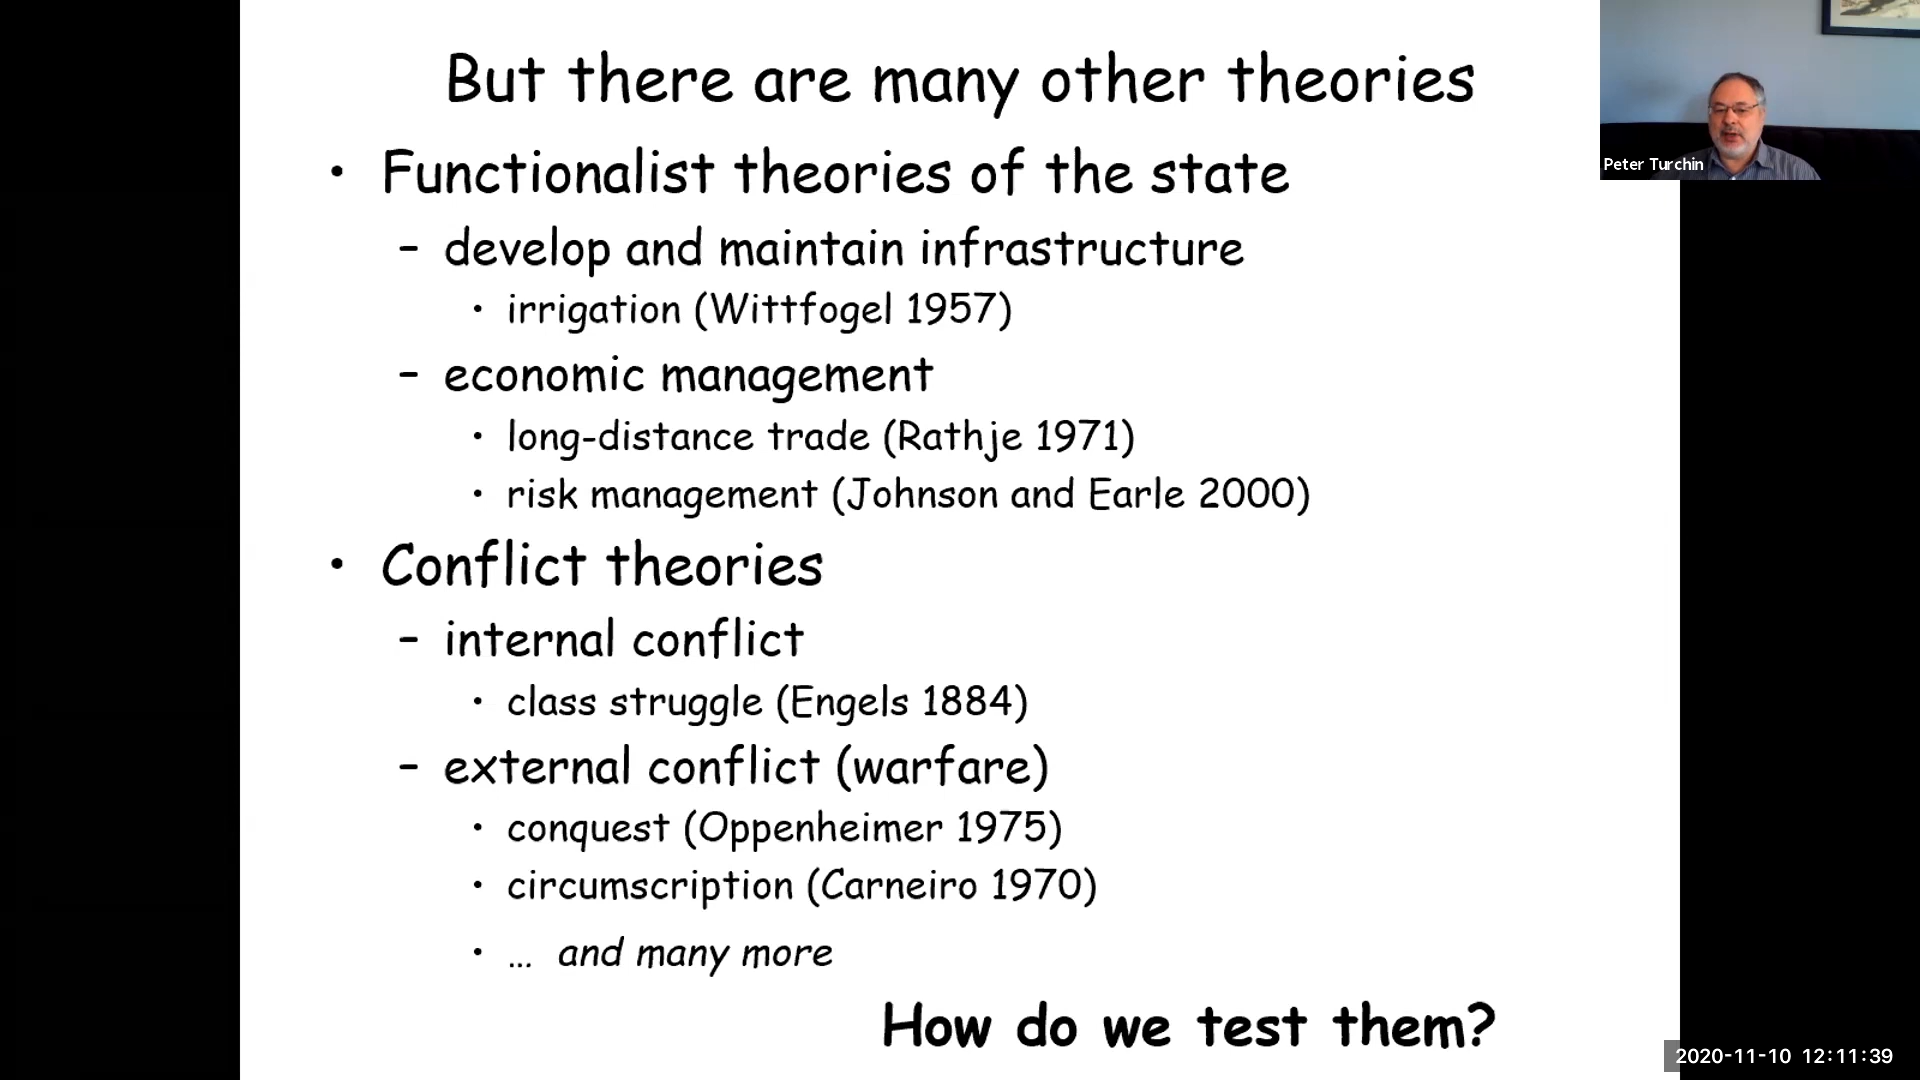 But there are many other theories
Peter Turchin
• Functionalist theories of the state
– develop and maintain infrastructure
• irrigation (Wittfogel 1957)
– economic management
• long-distance trade (Rathje 1971)
• risk management (Johnson and Earle 2000)
• Conflict theories
– internal conflict
• class struggle (Engels 1884)
– external conflict (warfare)
• conquest (Oppenheimer 1975)
• circumscription (Carneiro 1970)
• … and many more
How do we test them?
2020-11-10 12:11:39